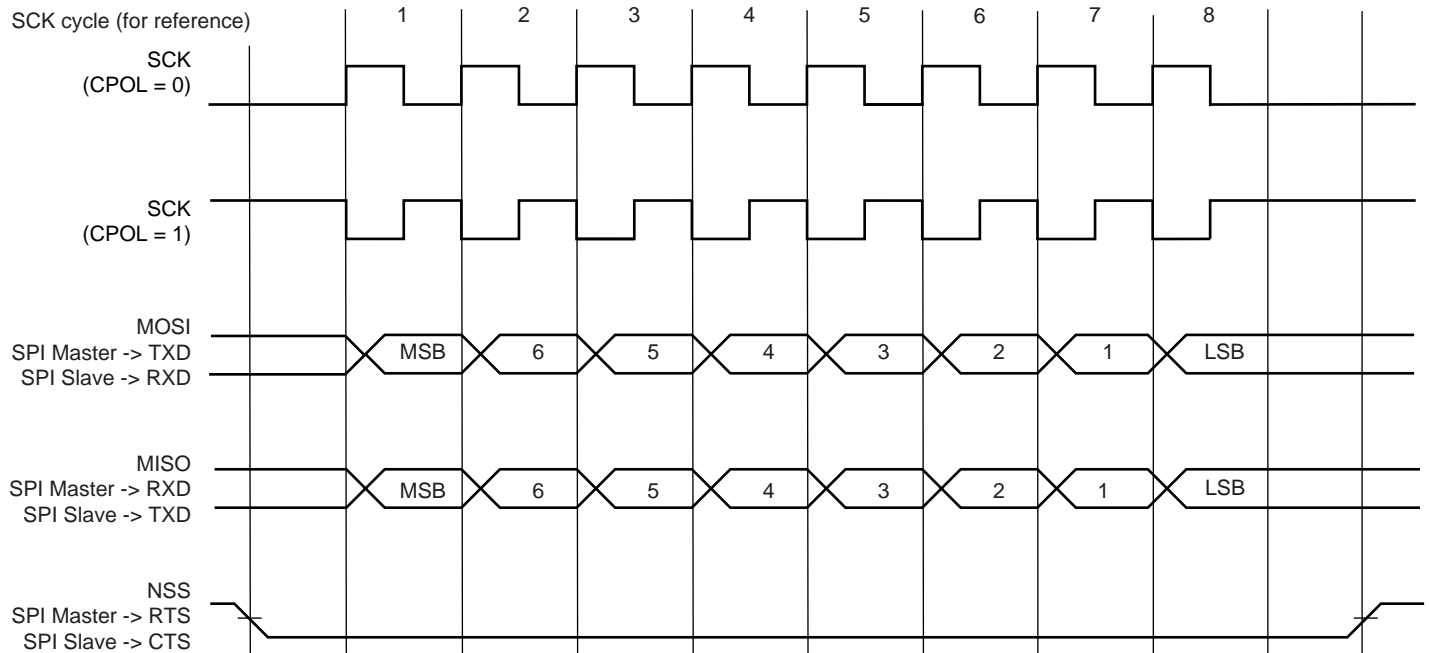 SCK cycle (for reference)
1 2 3 4 5 6 7 8
SCK
(CPOL = 0)
SCK
(CPOL = 1)
MOSI
SPI Master -> TXD
SPI Slave -> RXD
MSB 6 5 4 3 2 1 LSB
MISO
SPI Master -> RXD
SPI Slave -> TXD
MSB 6 5 4 3 2 1 LSB
NSS
SPI Master -> RTS
SPI Slave -> CTS